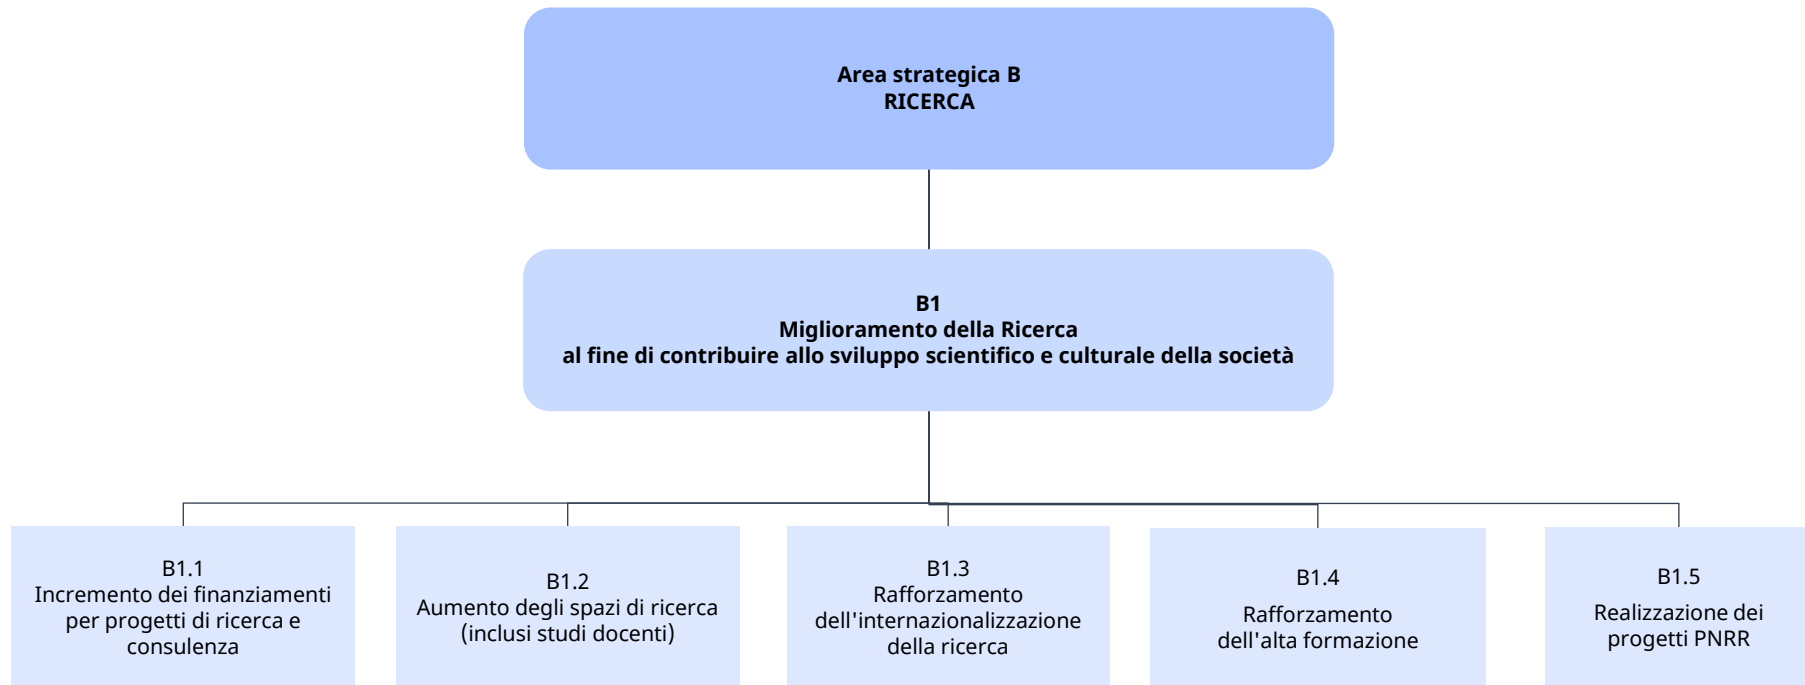 Area strategica B
RICERCA
B1
Miglioramento della Ricerca
al fine di contribuire allo sviluppo scientifico e culturale della società
B1.1
Incremento dei finanziamenti
per progetti di ricerca e
consulenza
B1.2
Aumento degli spazi di ricerca
(inclusi studi docenti)
B1.3
Rafforzamento
dell'internazionalizzazione
della ricerca
B1.4
Rafforzamento
dell'alta formazione
B1.5
Realizzazione dei
progetti PNRR